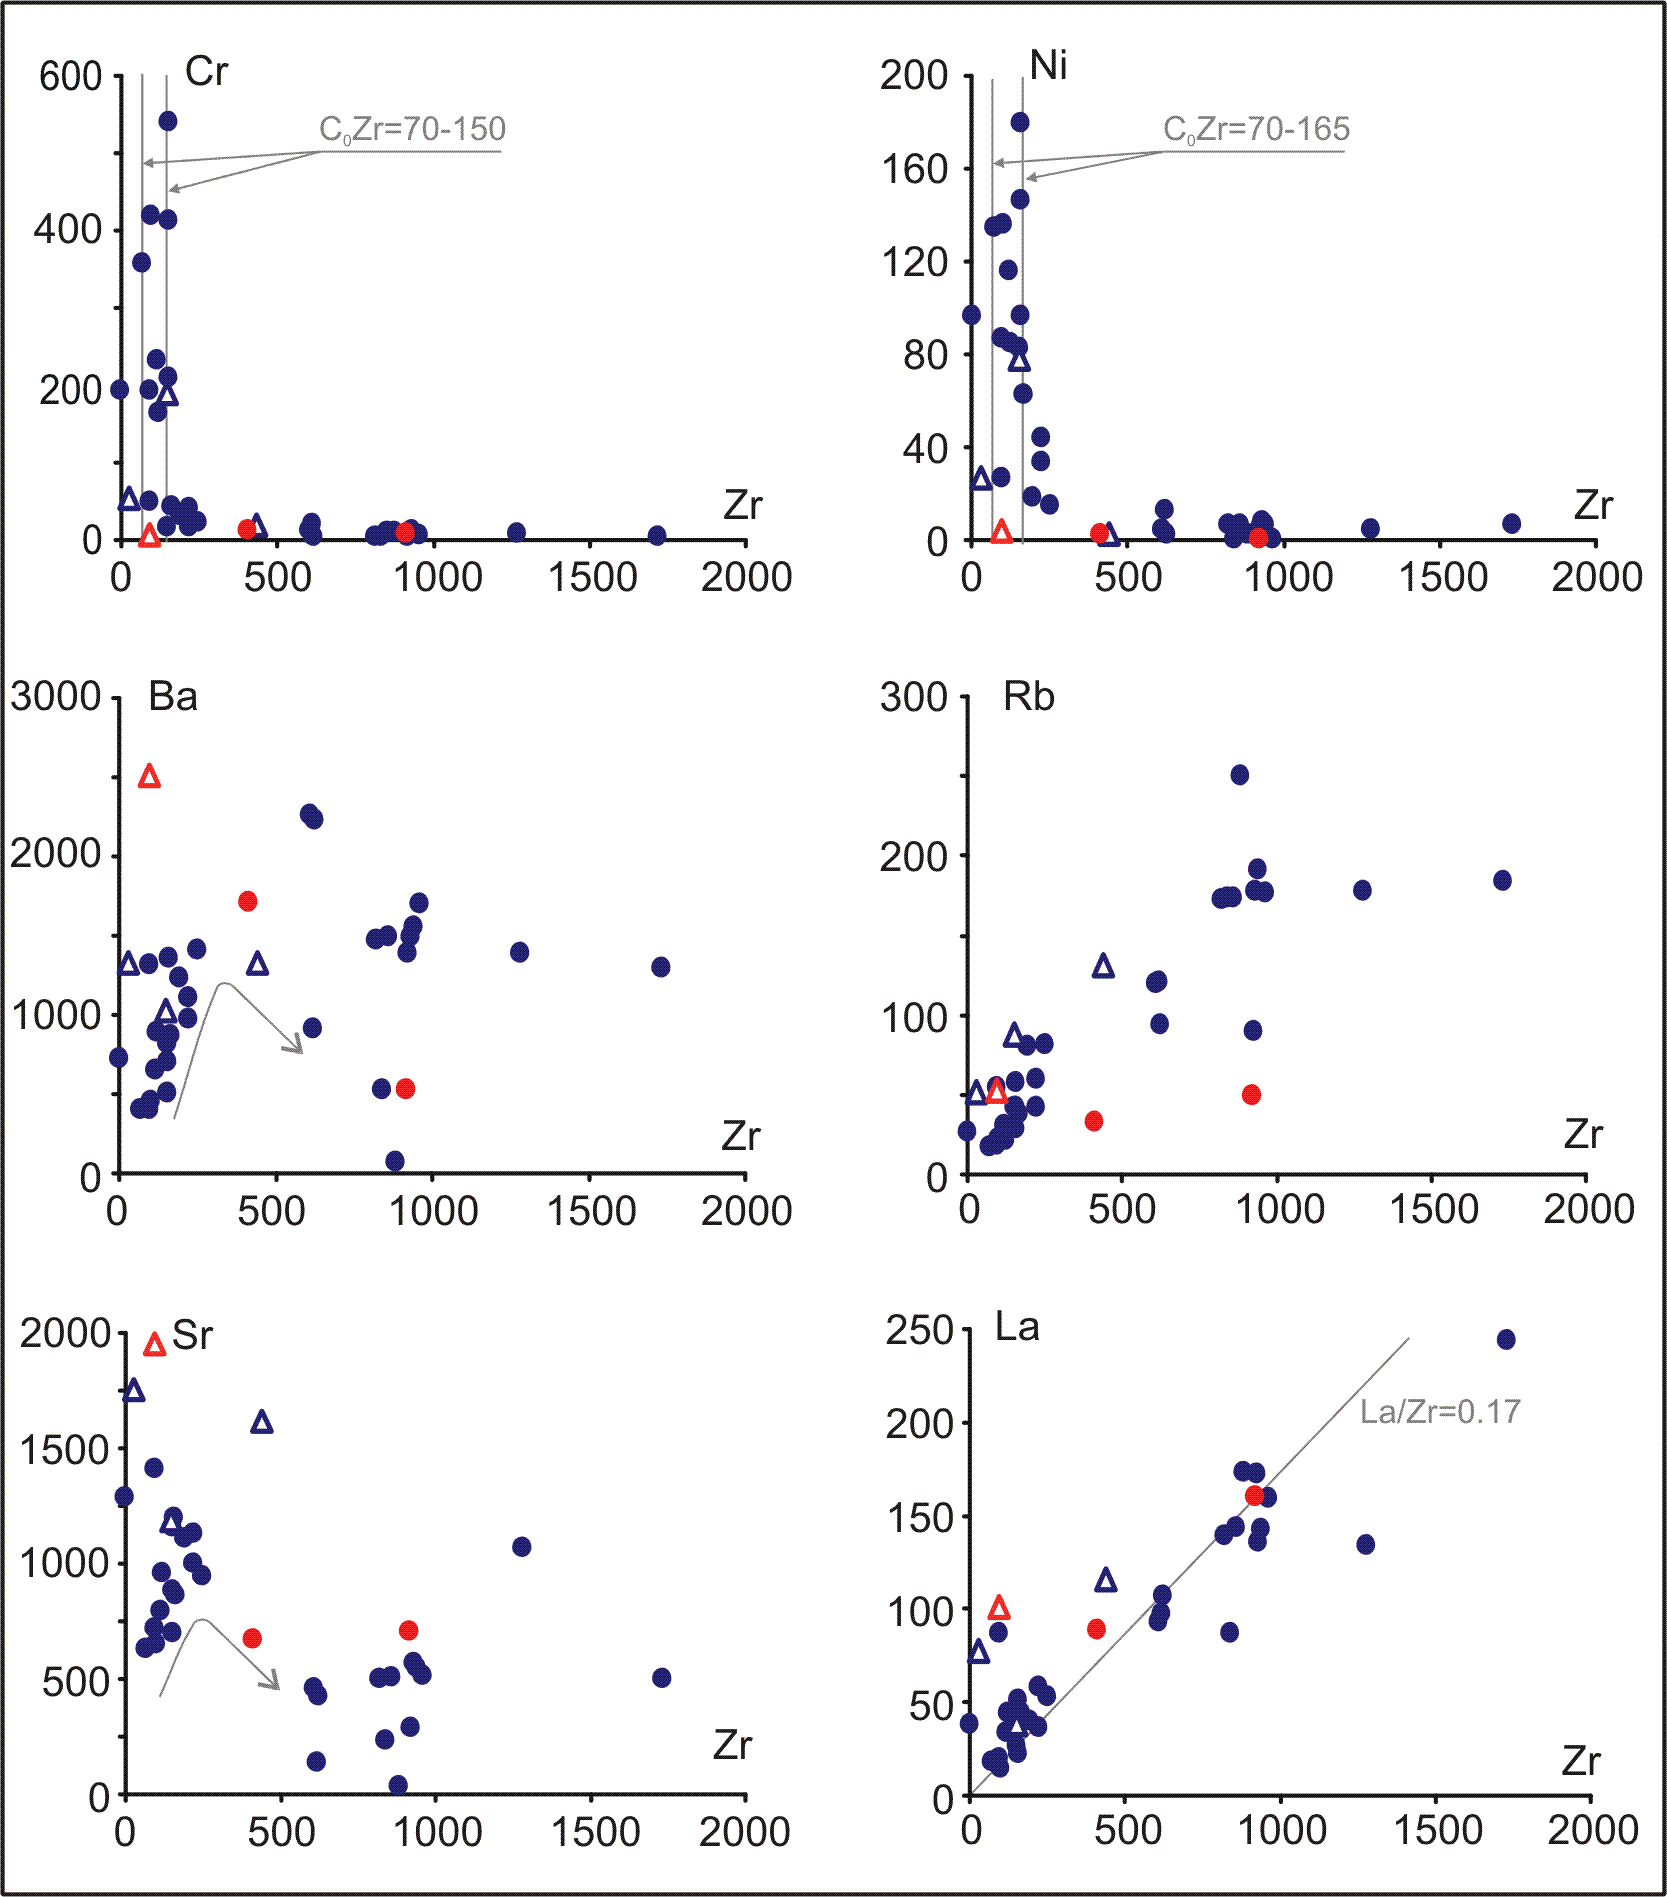 Cr
600
400
200
0
C₀Zr=70-150
Zr
0 500 1000 1500 2000
Ni
200
160
120
80
40
0
C₀Zr=70-165
Zr
0 500 1000 1500 2000
Ba
3000
2000
1000
0
Zr
0 500 1000 1500 2000
Rb
300
200
100
0
Zr
0 500 1000 1500 2000
Sr
2000
1500
1000
500
0
Zr
0 500 1000 1500 2000
La
250
200
150
100
50
0
La/Zr=0.17
Zr
0 500 1000 1500 2000